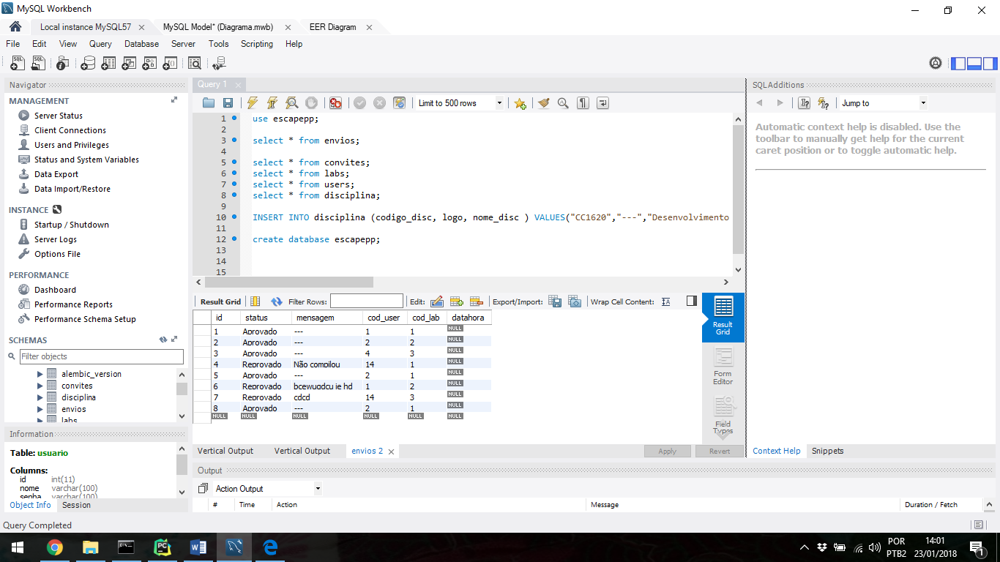 MySQL Workbench
Local instance MySQL57
MySQL Model* (Diagrama.mwb)
EER Diagram
File Edit View Query Database Server Tools Scripting Help
Navigator
MANAGEMENT
Server Status
Client Connections
Users and Privileges
Status and System Variables
Data Export
Data Import/Restore
INSTANCE
Startup / Shutdown
Server Logs
Options File
PERFORMANCE
Dashboard
Performance Reports
Performance Schema Setup
SCHEMAS
Filter objects
alembic_version
convites
disciplina
envios
labs
Information
Table: usuario
Columns:
id int(11)
nome varchar(100)
senha varchar(100)
Object Info Session
Query Completed
Query 1
Limit to 500 rows
1 use escapepp;
2
3 select * from envios;
4
5 select * from convites;
6 select * from labs;
7 select * from users;
8 select * from disciplina;
9
10 INSERT INTO disciplina (codigo_disc, logo, nome_disc ) VALUES("CC1620","---","Desenvolvimento
11
12 create database escapepp;
13
14
15
Result Grid Filter Rows: Edit: Export/Import: Wrap Cell Content:
id status mensagem cod_user cod_lab datahora
1 Aprovado --- 1 1 NULL
2 Aprovado --- 2 2 NULL
3 Aprovado --- 4 3 NULL
4 Reprovado Não compilou 14 1 NULL
5 Aprovado --- 2 1 NULL
6 Reprovado bcewugdcu ie hd 1 2 NULL
7 Reprovado cdcd 14 3 NULL
8 Aprovado --- 2 1 NULL
NULL NULL NULL NULL NULL NULL
Result
Grid
Form
Editor
Field
Types
Vertical Output Vertical Output envios 2
Apply Revert
Output
Action Output
# Time Action Message Duration / Fetch
SQLAdditions
Jump to
Automatic context help is disabled. Use the
toolbar to manually get help for the current
caret position or to toggle automatic help.
Context Help Snippets
POR
PTB2
14:01
23/01/2018
1